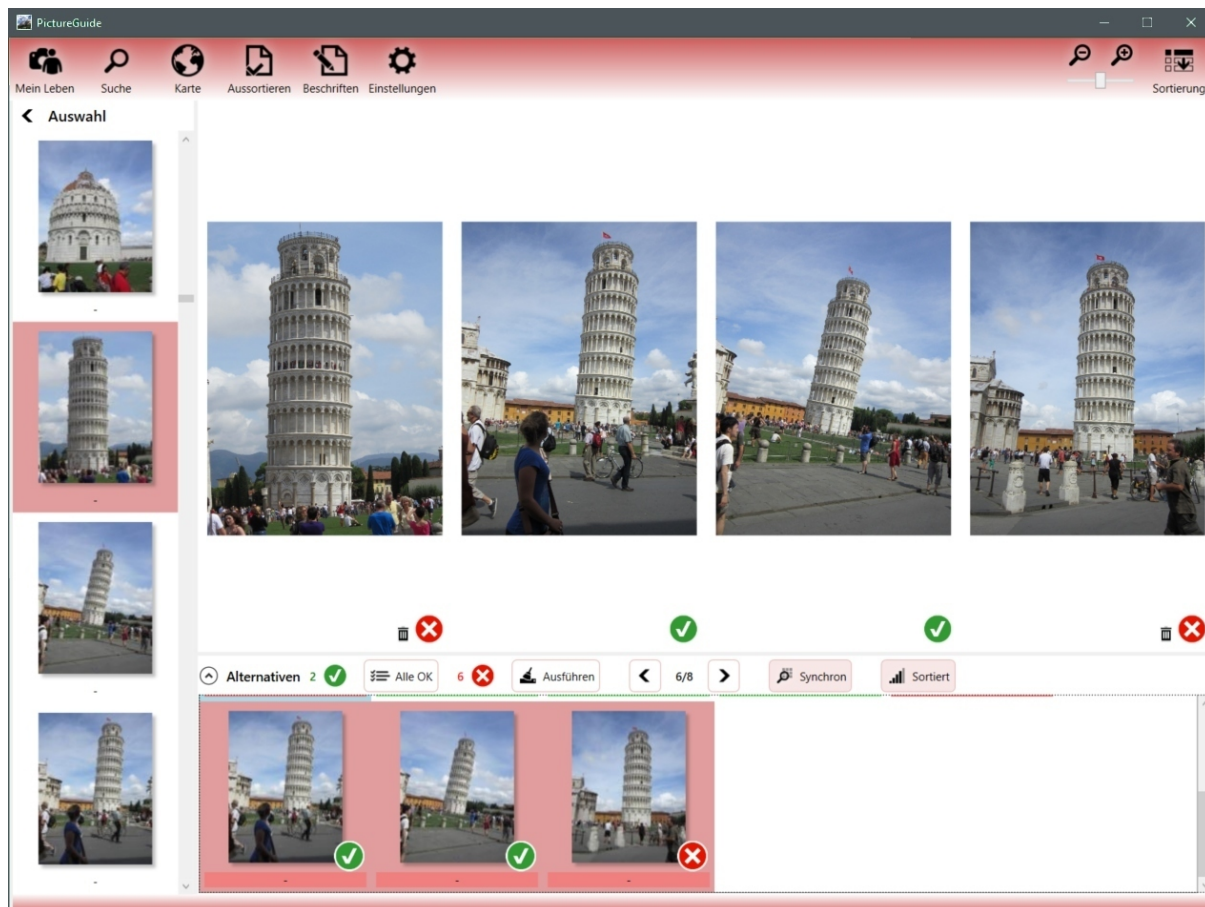 PictureGuide
Mein Leben Suche Karte Aussortieren Beschriften Einstellungen Sortierung
Auswahl
-
-
-
-
Alternativen 2 Alle OK 6 Ausführen 6/8 Synchron Sortiert
- - -